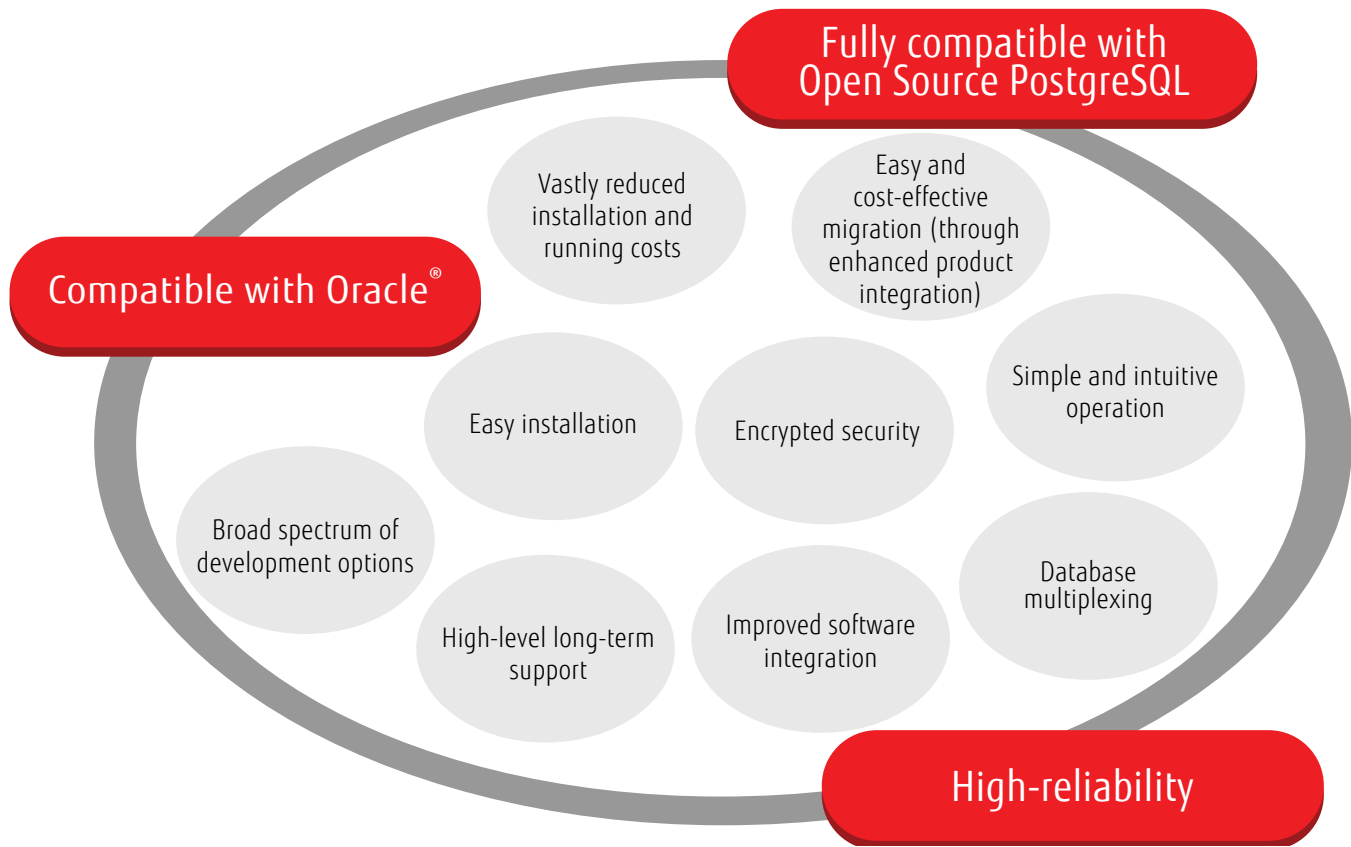 Fully compatible with
Open Source PostgreSQL
Compatible with Oracle®
Vastly reduced
installation and
running costs
Easy and
cost-effective
migration (through
enhanced product
integration)
Simple and intuitive
operation
Easy installation
Encrypted security
Broad spectrum of
development options
Database
multiplexing
High-level long-term
support
Improved software
integration
High-reliability